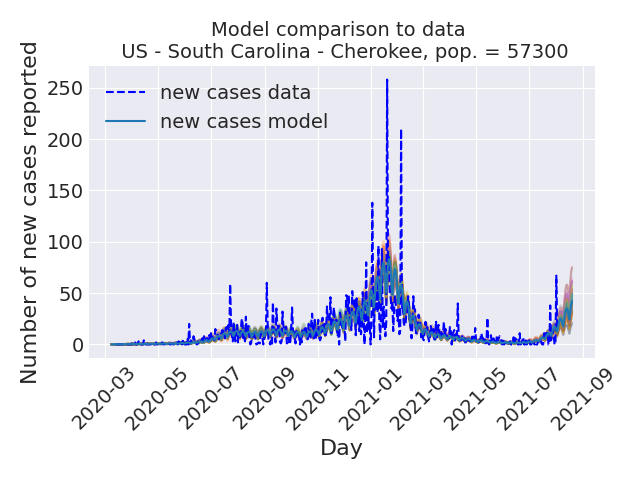 Model comparison to data
US - South Carolina - Cherokee, pop. = 57300
Number of new cases reported
250
200
150
100
50
0
new cases data
new cases model
2020-03
2020-05
2020-07
2020-09
2020-11
2021-01
2021-03
2021-05
2021-07
2021-09
Day